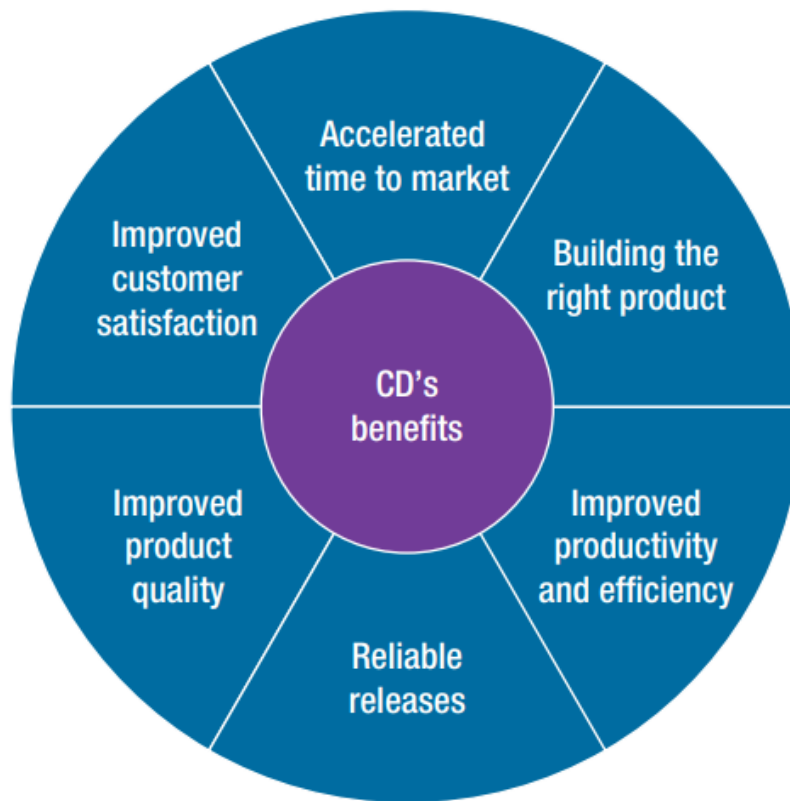 Accelerated
time to market
Building the
right product
Improved
productivity
and efficiency
Reliable
releases
Improved
product
quality
Improved
customer
satisfaction
CD’s
benefits